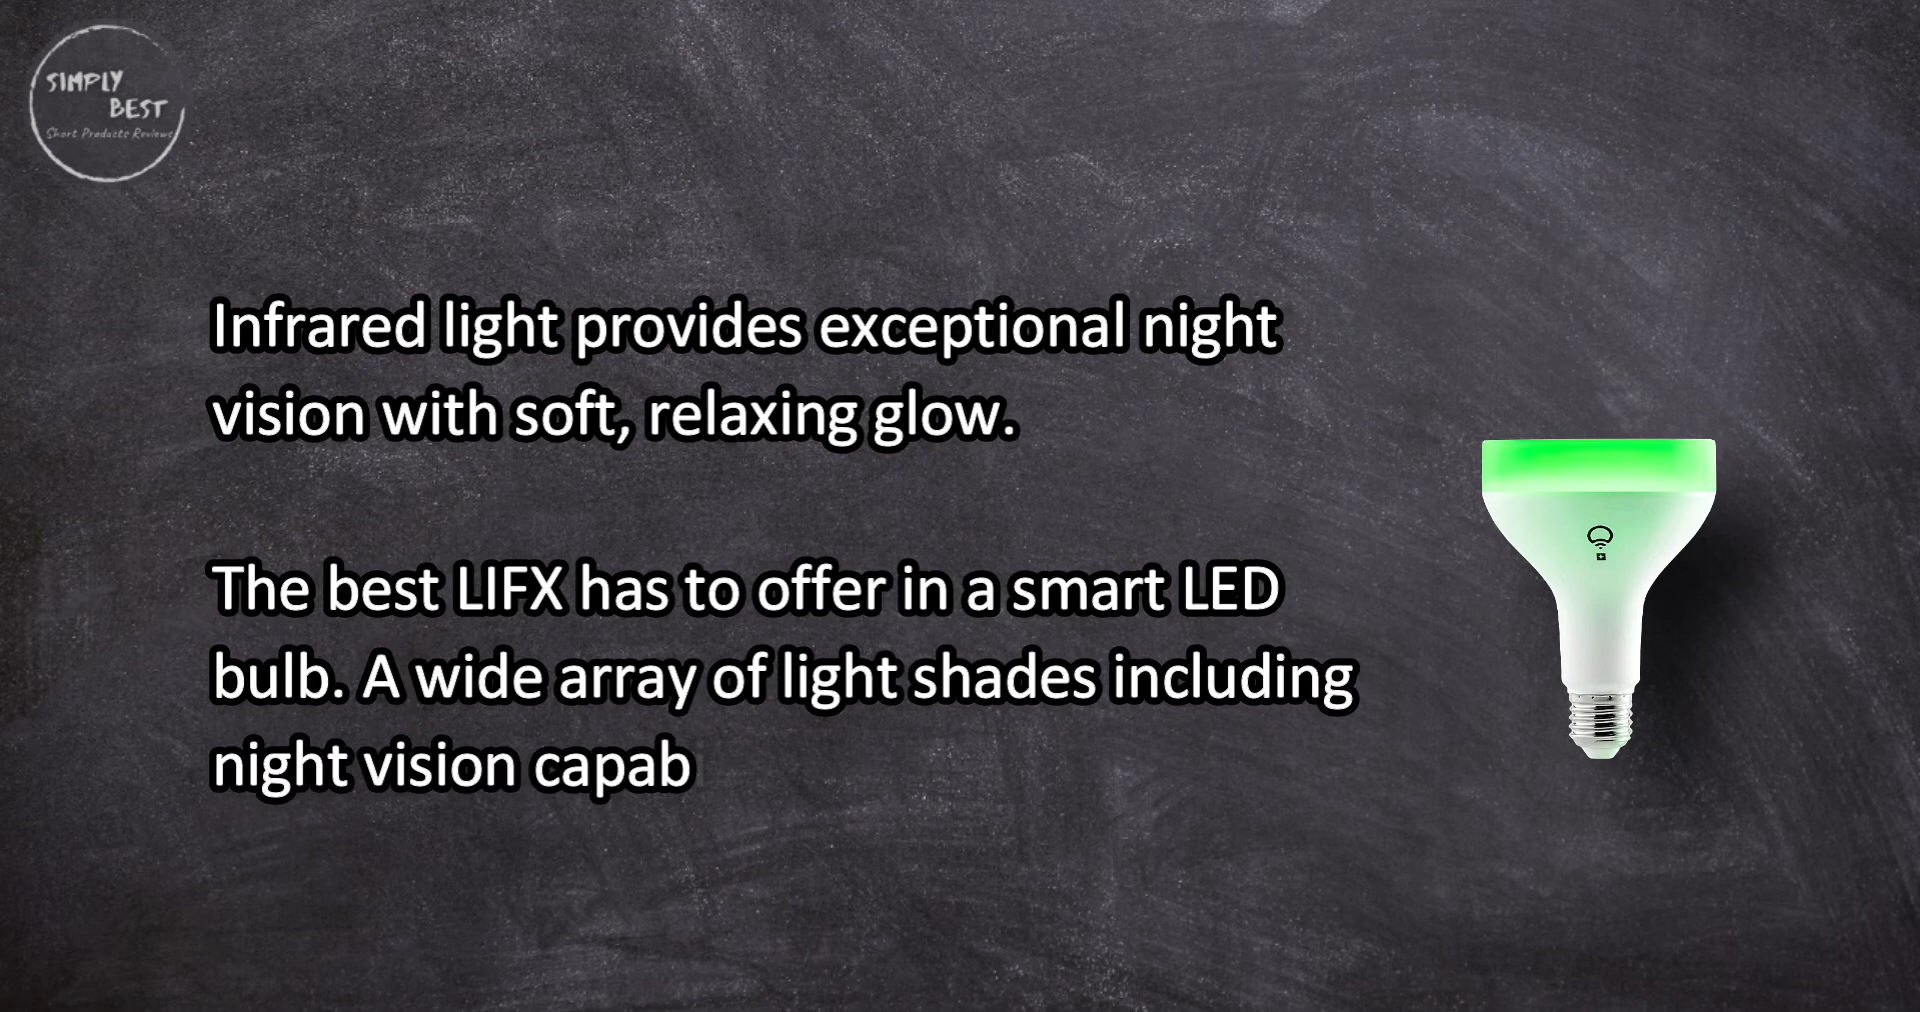 SIMPLY
BEST
Short Products Reviews
Infrared light provides exceptional night
vision with soft, relaxing glow.
The best LIFX has to offer in a smart LED
bulb. A wide array of light shades including
night vision capab